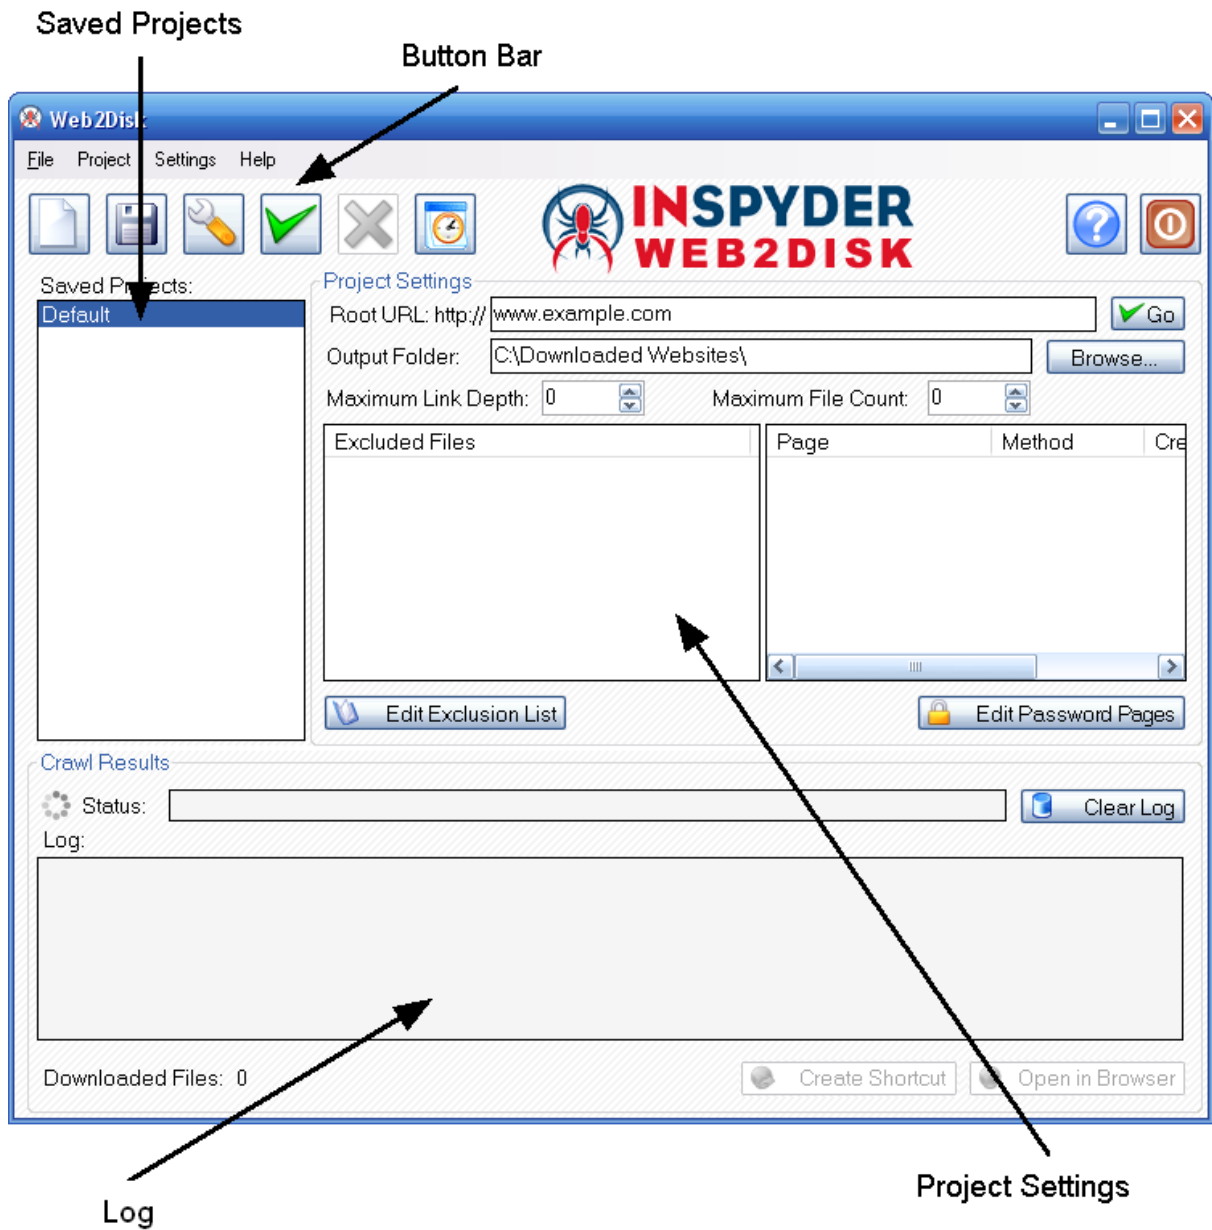 Saved Projects
Button Bar
Web2Disk
File Project Settings Help
INSPYDER
WEB2DISK
Saved Projects:
Default
Project Settings
Root URL: http:// www.example.com Go
Output Folder: C:\Downloaded Websites\ Browse...
Maximum Link Depth: 0 Maximum File Count: 0
Excluded Files Page Method Cre
Edit Exclusion List Edit Password Pages
Crawl Results
Status: Clear Log
Log:
Downloaded Files: 0 Create Shortcut Open in Browser
Project Settings
Log